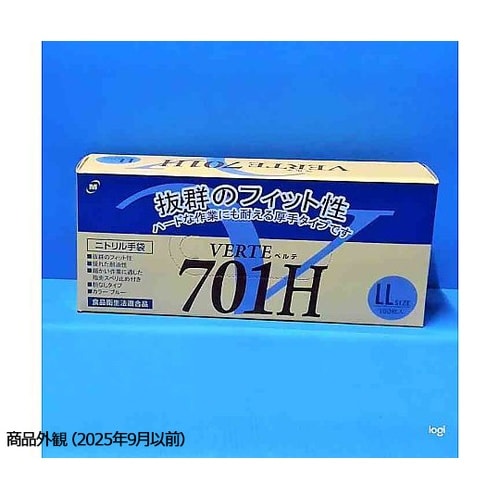 LL VERTE 701H
抜群のフィット性
ハードな作業にも耐える厚手タイプです
ニトリル手袋
VERTE ベルテ
■抜群のフィット性
■優れた耐油性
■細かい作業に適した
指先スベリ止め付き
■粉なしタイプ
■カラー:ブルー
701H
食品衛生法適合品
LL SIZE
100枚入
商品外観(2025年9月以前)
logi